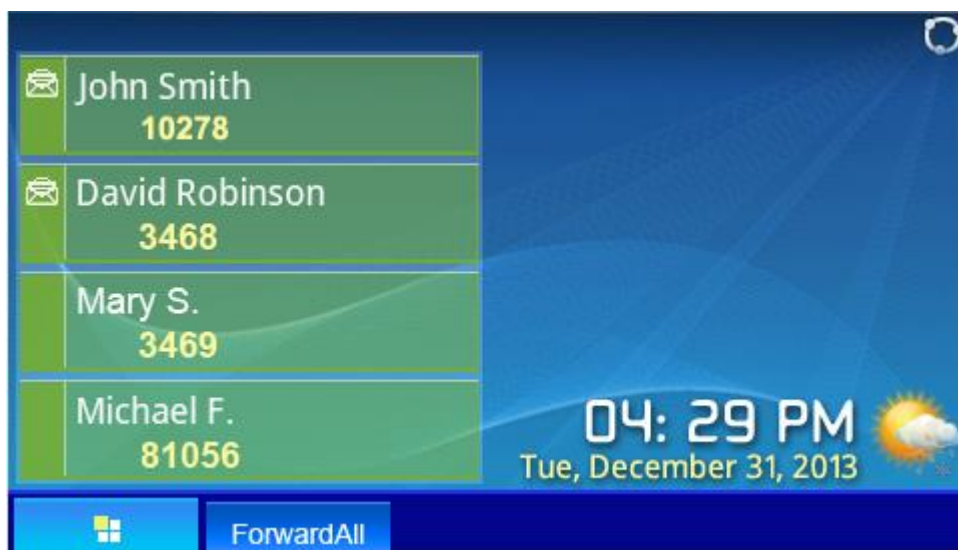 John Smith
10278
David Robinson
3468
Mary S.
3469
Michael F.
81056
04: 29 PM
Tue, December 31, 2013
ForwardAll